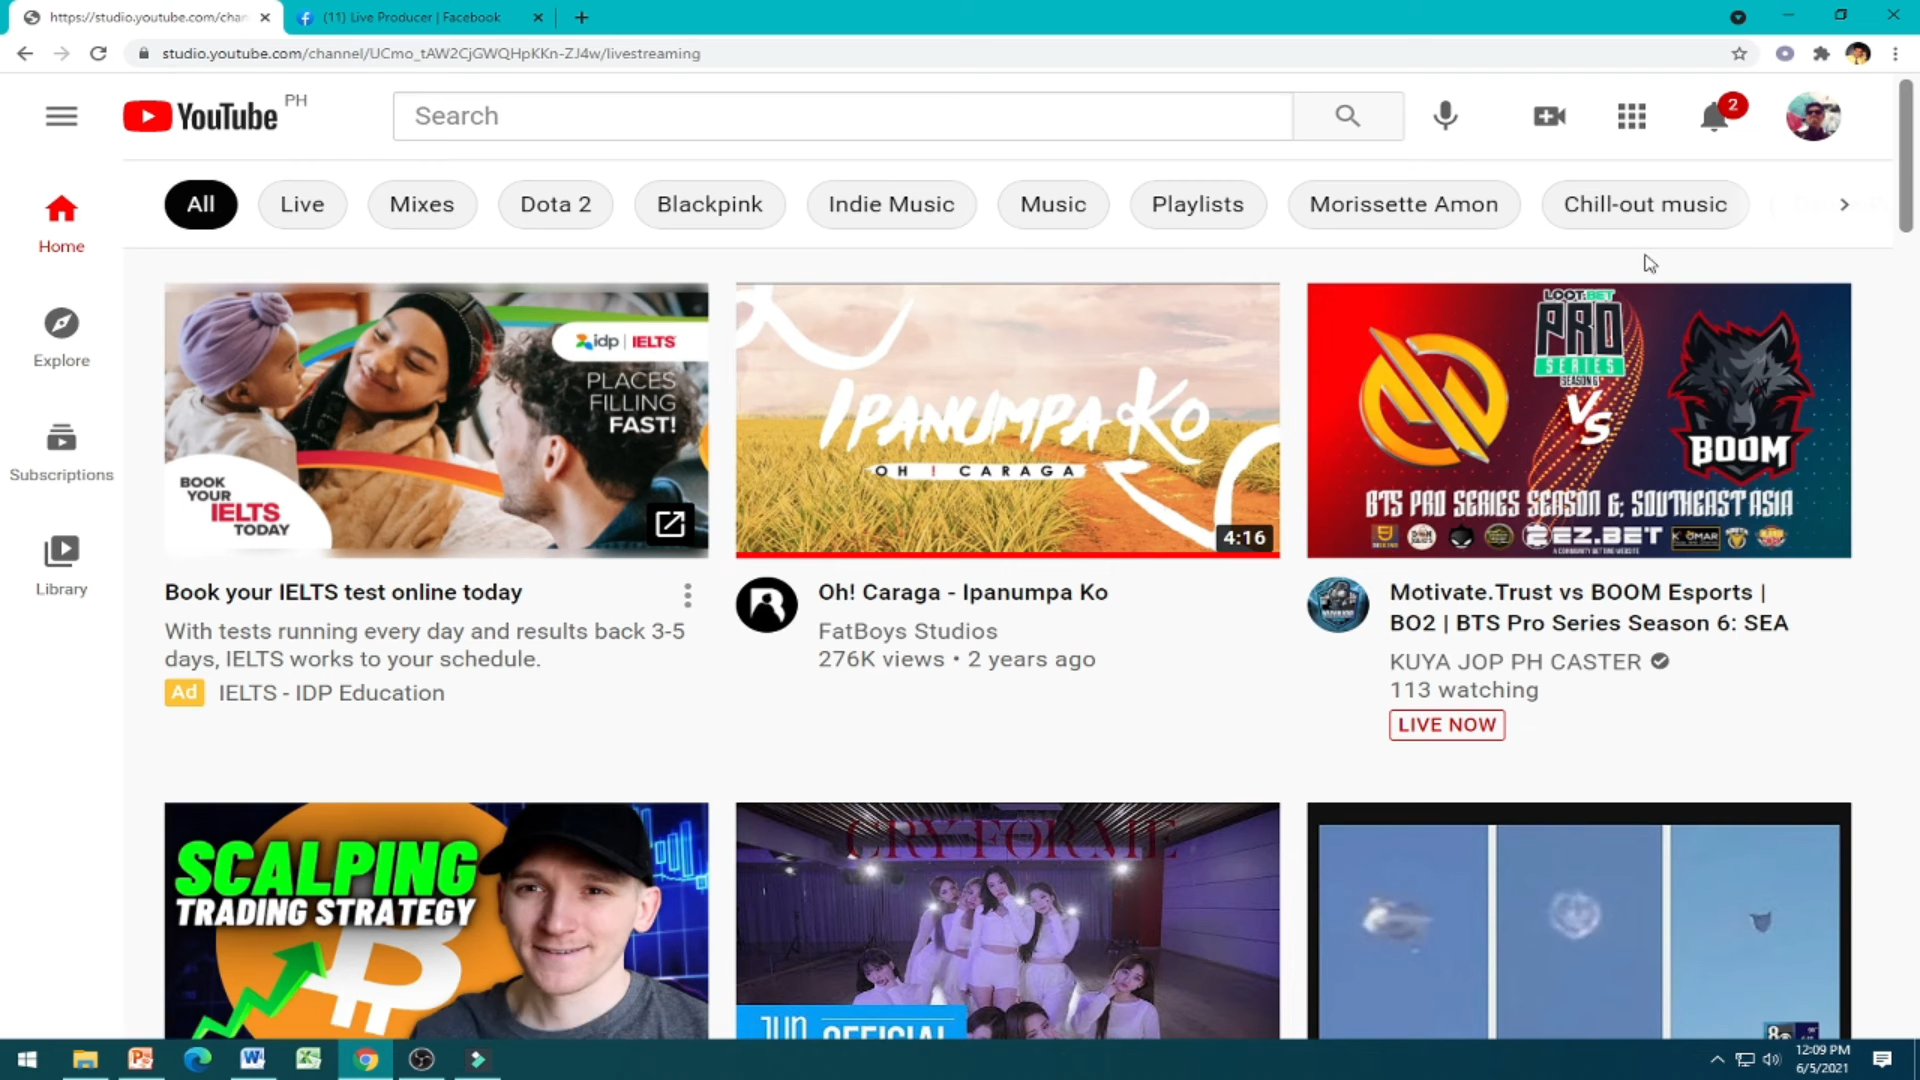 https://studio.youtube.com/chan
(11) Live Producer | Facebook
studio.youtube.com/channel/UCmo_tAW2CjGWQHpKKn-ZJ4w/livestreaming
YouTube PH
Search
2
All
Live
Mixes
Dota 2
Blackpink
Indie Music
Music
Playlists
Morissette Amon
Chill-out music
Home
Explore
Subscriptions
Library
idp | IELTS
PLACES
FILLING
FAST!
BOOK
YOUR
IELTS
TODAY
Book your IELTS test online today
With tests running every day and results back 3-5
days, IELTS works to your schedule.
Ad IELTS - IDP Education
IPANUMPA KO
OH! CARAGA
4:16
Oh! Caraga - Ipanumpa Ko
FatBoys Studios
276K views • 2 years ago
LOOT.BET
PRO
SERIES
SEASON 6
VS
BOOM
BTS PRO SERIES SEASON 6: SOUTHEAST ASIA
EZ.BET
A COMMUNITY BETTING WEBSITE
Motivate.Trust vs BOOM Esports |
BO2 | BTS Pro Series Season 6: SEA
KUYA JOP PH CASTER
113 watching
LIVE NOW
SCALPING
TRADING STRATEGY
CRY FOR ME
OFFICIAL
8
12:09 PM
6/5/2021